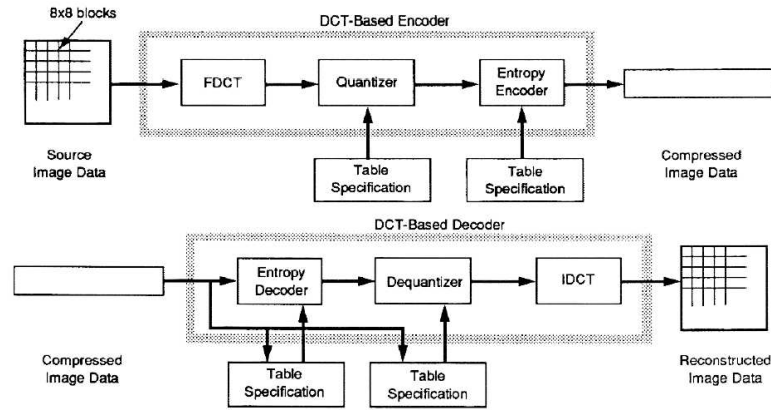 DCT-Based Encoder
8x8 blocks
FDCT
Quantizer
Entropy
Encoder
Source
Image Data
Table
Specification
Table
Specification
Compressed
Image Data
DCT-Based Decoder
Entropy
Decoder
Dequantizer
IDCT
Compressed
Image Data
Table
Specification
Table
Specification
Reconstructed
Image Data